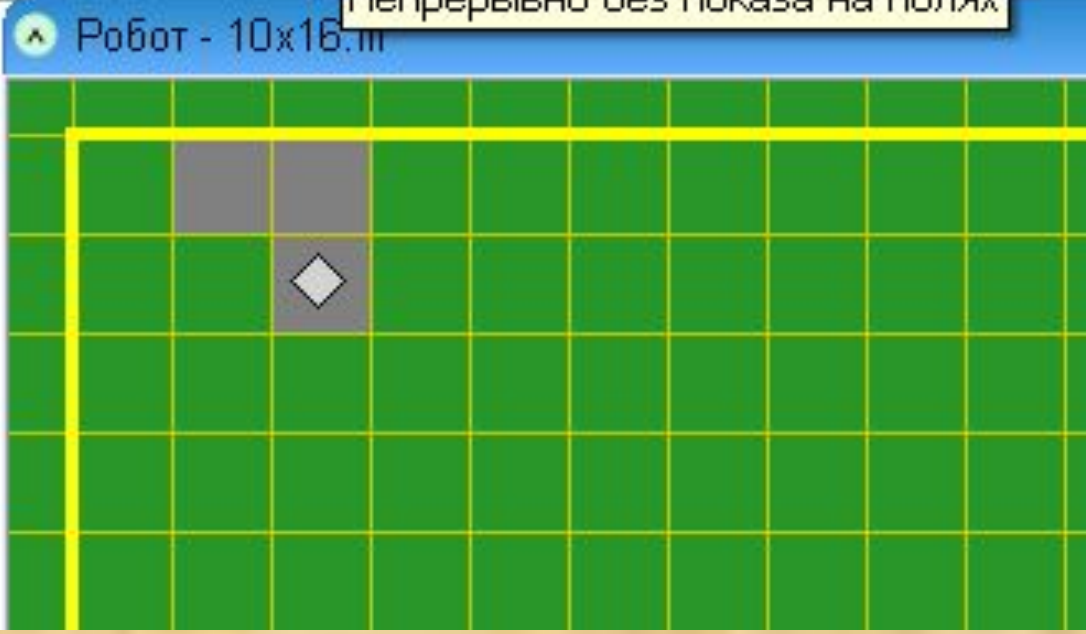 Непрерывно без показа на полях
Робот - 10x16.